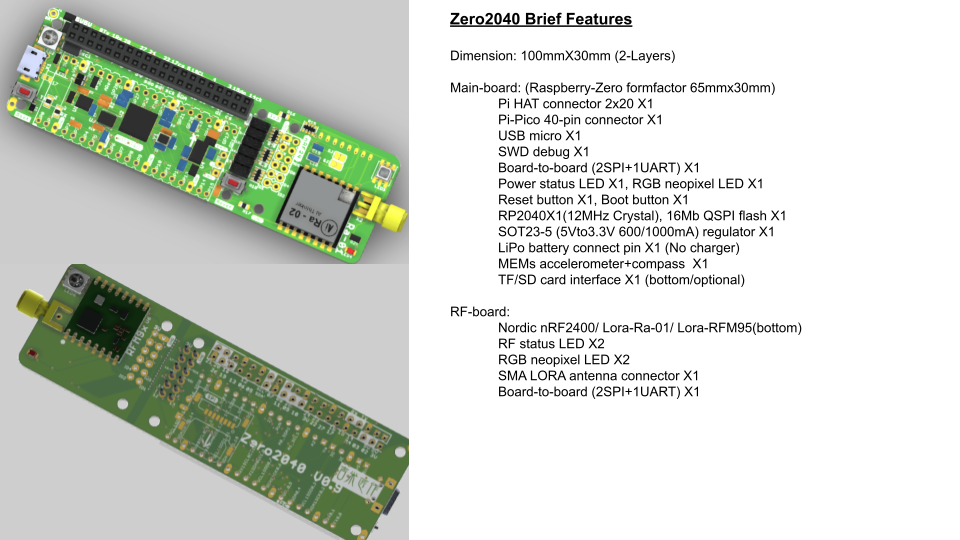 Zero2040 Brief Features
Dimension: 100mmX30mm (2-Layers)
Main-board: (Raspberry-Zero formfactor 65mmx30mm)
Pi HAT connector 2x20 X1
Pi-Pico 40-pin connector X1
USB micro X1
SWD debug X1
Board-to-board (2SPI+1UART) X1
Power status LED X1, RGB neopixel LED X1
Reset button X1, Boot button X1
RP2040X1(12MHz Crystal), 16Mb QSPI flash X1
SOT23-5 (5Vto3.3V 600/1000mA) regulator X1
LiPo battery connect pin X1 (No charger)
MEMs accelerometer+compass  X1
TF/SD card interface X1 (bottom/optional)
RF-board:
Nordic nRF2400/ Lora-Ra-01/ Lora-RFM95(bottom)
RF status LED X2
RGB neopixel LED X2
SMA LORA antenna connector X1
Board-to-board (2SPI+1UART) X1
Ra - 02
Ai Thinker
RFM9x
Zero2040